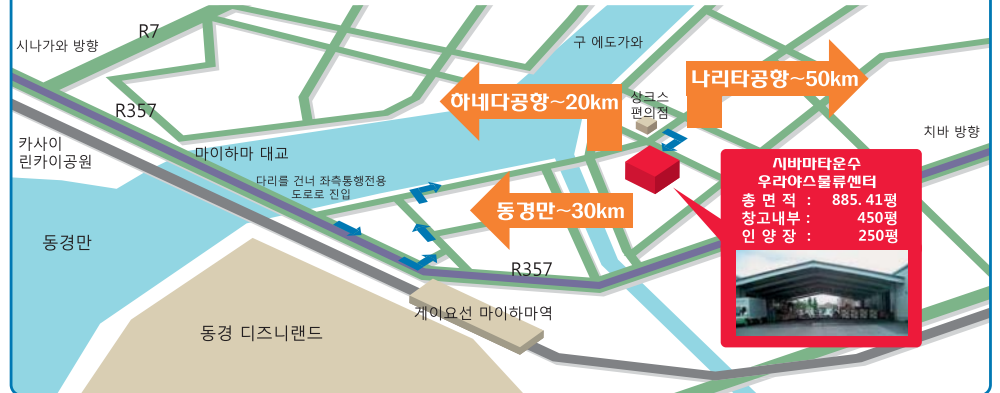 R7
시나가와 방향
구 에도가와
나리타공항~50km
하네다공항~20km
상크스
편의점
R357
치바 방향
카사이
린카이공원
마이하마 대교
다리를 건너 좌측통행전용
도로로 진입
시바마타운수
우라야스물류센터
총 면 적 : 885.41평
창고내부 : 450평
인 양 장 : 250평
동경만~30km
동경만
R357
게이요선 마이하마역
동경 디즈니랜드